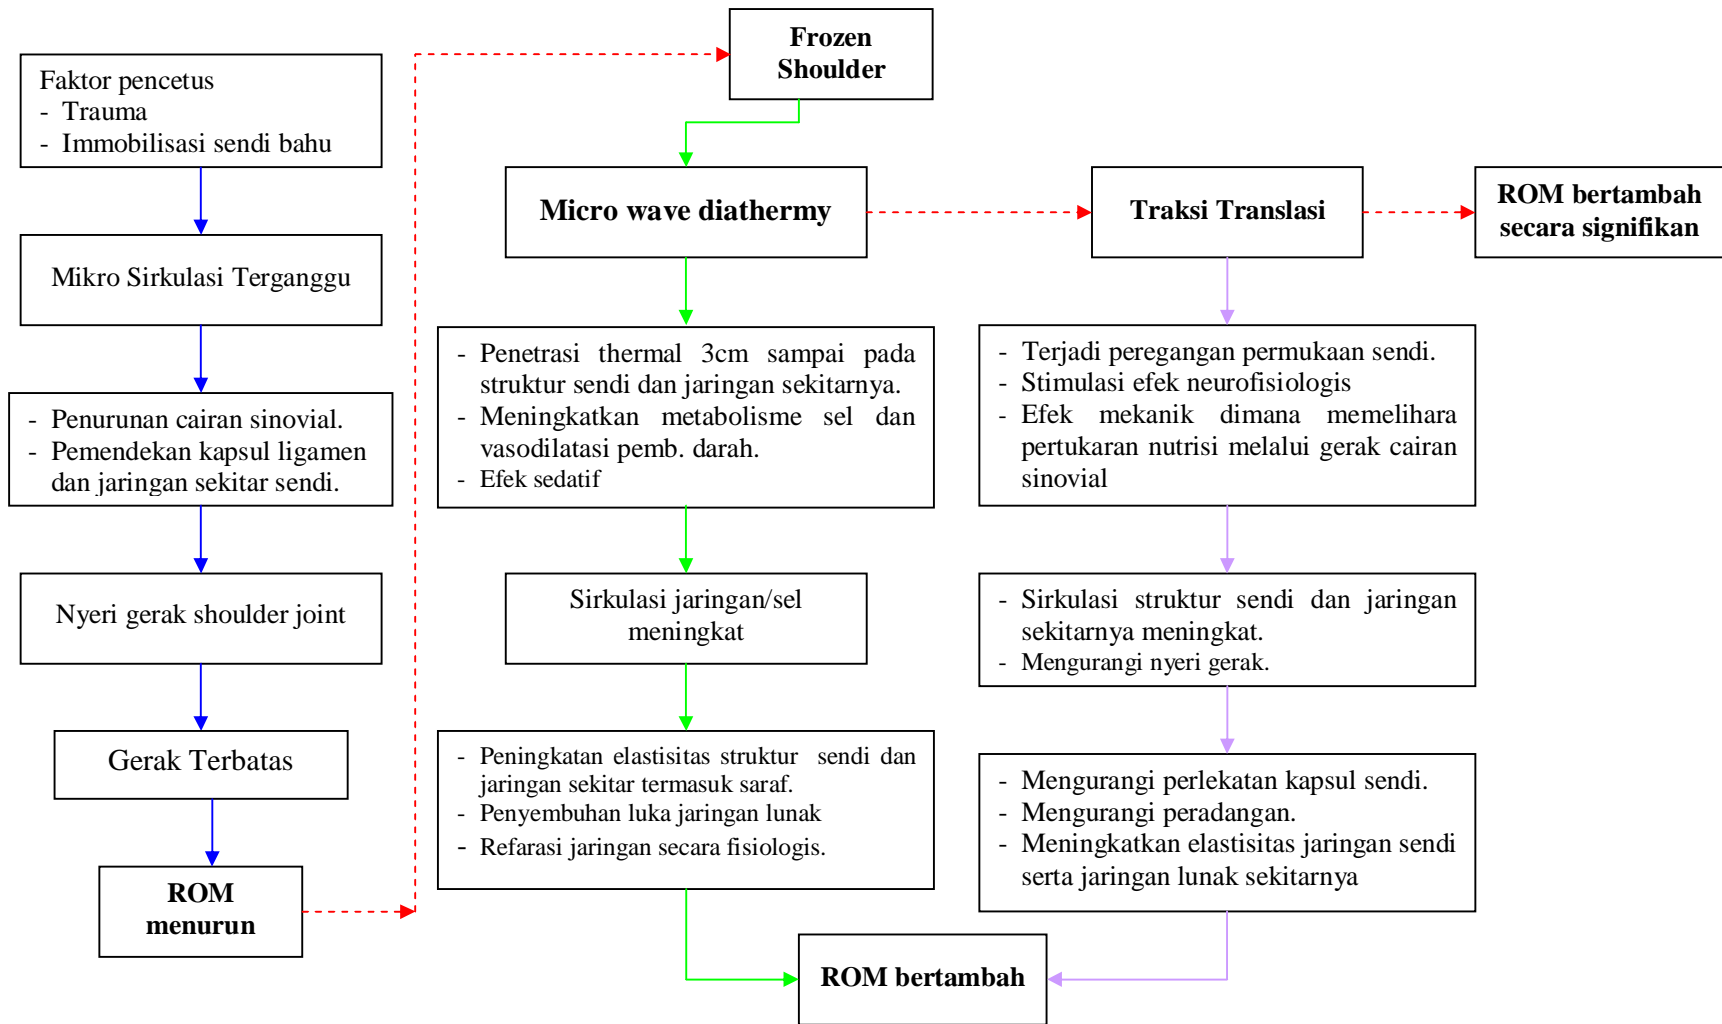 Faktor pencetus
- Trauma
- Immobilisasi sendi bahu
Mikro Sirkulasi Terganggu
- Penurunan cairan sinovial.
- Pemendekan kapsul ligamen
dan jaringan sekitar sendi.
Nyeri gerak shoulder joint
Gerak Terbatas
ROM
menurun
Frozen
Shoulder
Micro wave diathermy
- Penetrasi thermal 3cm sampai pada
struktur sendi dan jaringan sekitarnya.
- Meningkatkan metabolisme sel dan
vasodilatasi pemb. darah.
- Efek sedatif
Sirkulasi jaringan/sel
meningkat
- Peningkatan elastisitas struktur sendi dan
jaringan sekitar termasuk saraf.
- Penyembuhan luka jaringan lunak
- Refarasi jaringan secara fisiologis.
Traksi Translasi
- Terjadi peregangan permukaan sendi.
- Stimulasi efek neurofisiologis
- Efek mekanik dimana memelihara
pertukaran nutrisi melalui gerak cairan
sinovial
- Sirkulasi struktur sendi dan jaringan
sekitarnya meningkat.
- Mengurangi nyeri gerak.
- Mengurangi perlekatan kapsul sendi.
- Mengurangi peradangan.
- Meningkatkan elastisitas jaringan sendi
serta jaringan lunak sekitarnya
ROM bertambah
ROM bertambah
secara signifikan